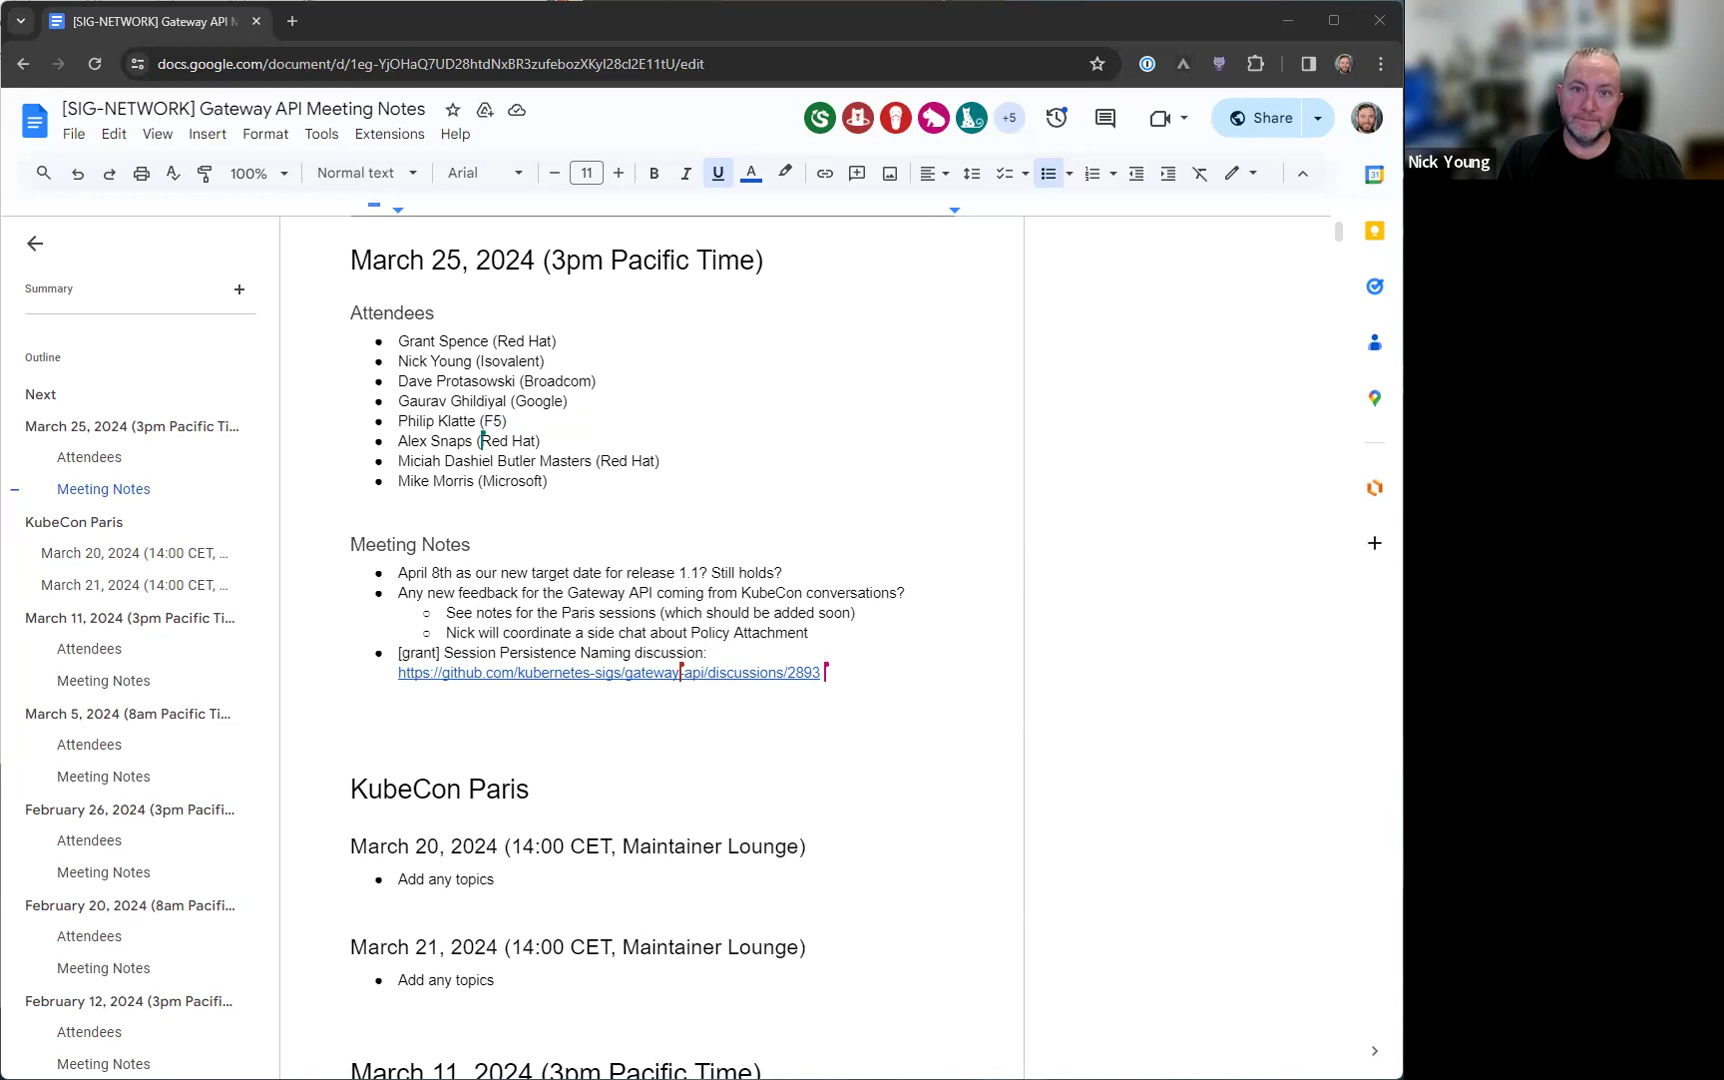 [SIG-NETWORK] Gateway API M
docs.google.com/document/d/1eg-YjOHaQ7UD28htdNxBR3zufebozXKyI28cl2E11tU/edit
[SIG-NETWORK] Gateway API Meeting Notes
File Edit View Insert Format Tools Extensions Help
+5
Share
100% Normal text Arial 11 B I U A
31
Nick Young
Summary
Outline
Next
March 25, 2024 (3pm Pacific Ti...
Attendees
Meeting Notes
KubeCon Paris
March 20, 2024 (14:00 CET, ...
March 21, 2024 (14:00 CET, ...
March 11, 2024 (3pm Pacific Ti...
Attendees
Meeting Notes
March 5, 2024 (8am Pacific Ti...
Attendees
Meeting Notes
February 26, 2024 (3pm Pacifi...
Attendees
Meeting Notes
February 20, 2024 (8am Pacifi...
Attendees
Meeting Notes
February 12, 2024 (3pm Pacifi...
Attendees
Meeting Notes
March 25, 2024 (3pm Pacific Time)
Attendees
● Grant Spence (Red Hat)
● Nick Young (Isovalent)
● Dave Protasowski (Broadcom)
● Gaurav Ghildiyal (Google)
● Philip Klatte (F5)
● Alex Snaps (Red Hat)
● Miciah Dashiel Butler Masters (Red Hat)
● Mike Morris (Microsoft)
Meeting Notes
● April 8th as our new target date for release 1.1? Still holds?
● Any new feedback for the Gateway API coming from KubeCon conversations?
○ See notes for the Paris sessions (which should be added soon)
○ Nick will coordinate a side chat about Policy Attachment
● [grant] Session Persistence Naming discussion:
https://github.com/kubernetes-sigs/gateway-api/discussions/2893
KubeCon Paris
March 20, 2024 (14:00 CET, Maintainer Lounge)
● Add any topics
March 21, 2024 (14:00 CET, Maintainer Lounge)
● Add any topics
March 11, 2024 (3pm Pacific Time)